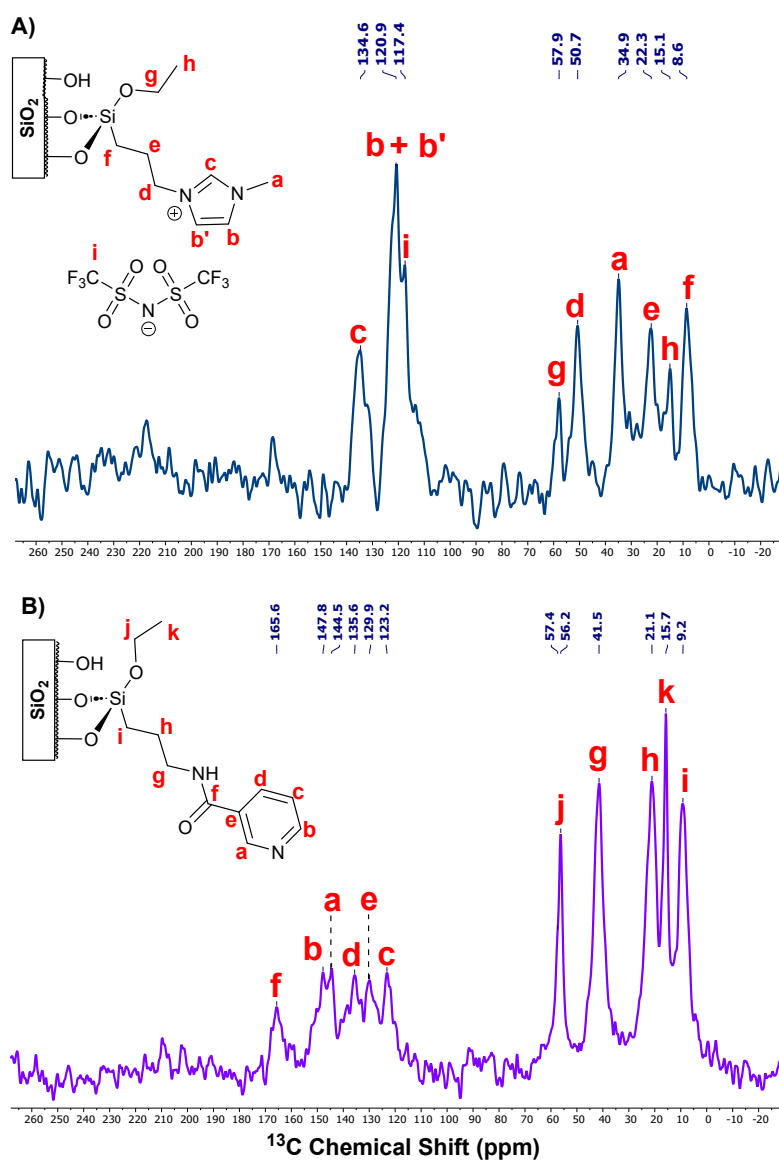 A)
134.6
120.9
117.4
57.9
50.7
34.9
22.3
15.1
8.6
SiO2
OH
O
O
Si
O
g
h
f
e
d
N
⊕
c
N
a
b'
b
i
F3C
O
O
S
O
N
⊖
O
O
S
CF3
O
c
b + b'
i
g
d
a
e
h
f
260 250 240 230 220 210 200 190 180 170 160 150 140 130 120 110 100 90 80 70 60 50 40 30 20 10 0 -10 -20
B)
165.6
147.8
144.5
135.6
129.9
123.2
57.4
56.2
41.5
21.1
15.7
9.2
SiO2
OH
O
O
Si
O
j
k
i
h
g
NH
f
O
e
d
c
b
a
N
f
b
a
d
e
c
j
g
h
k
i
260 250 240 230 220 210 200 190 180 170 160 150 140 130 120 110 100 90 80 70 60 50 40 30 20 10 0 -10 -20
13C Chemical Shift (ppm)